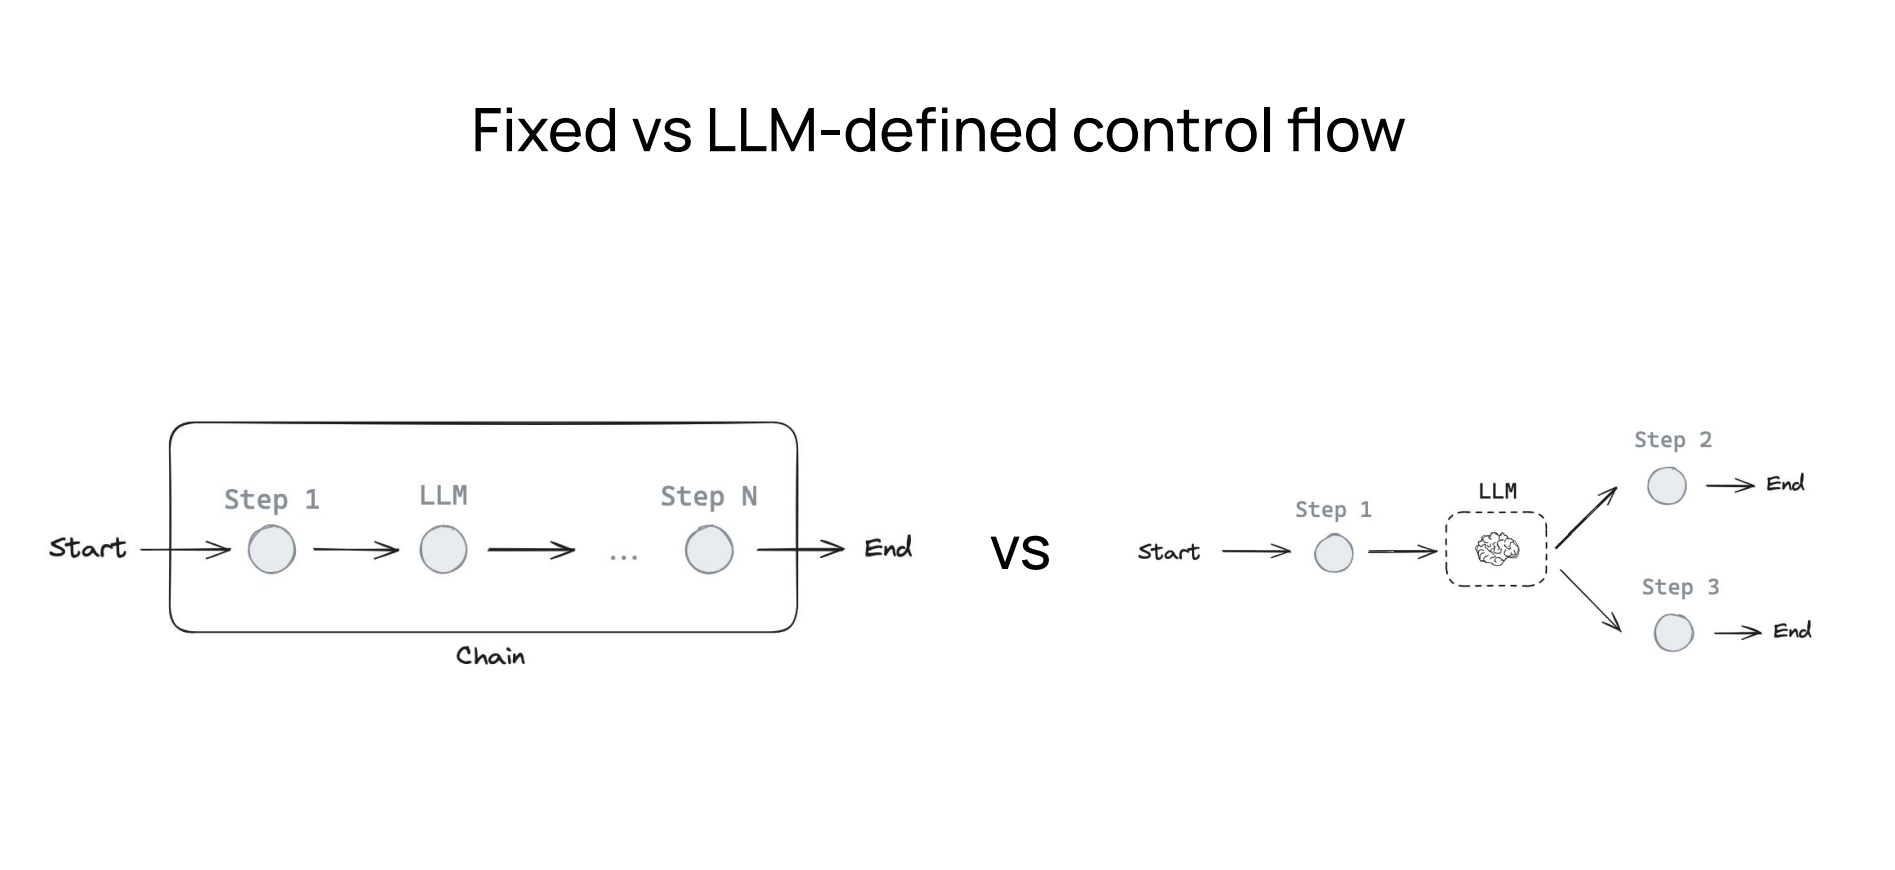 Fixed vs LLM-defined control flow
Start
Step 1
LLM
...
Step N
End
Chain
vs
Start
Step 1
LLM
Step 2
End
Step 3
End